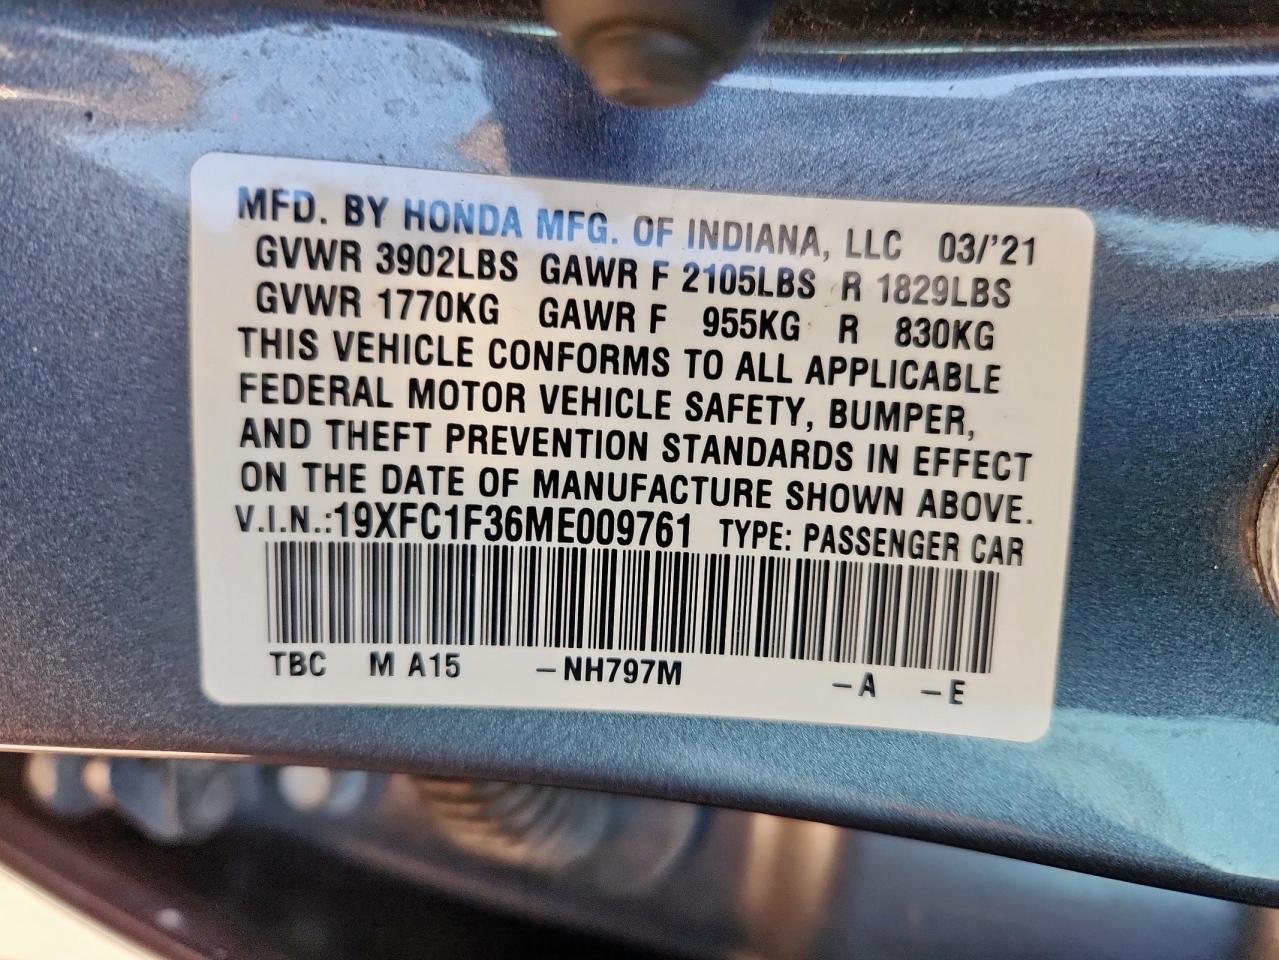 MFD. BY HONDA MFG. OF INDIANA, LLC 03/'21
GVWR 3902LBS GAWR F 2105LBS R 1829LBS
GVWR 1770KG GAWR F 955KG R 830KG
THIS VEHICLE CONFORMS TO ALL APPLICABLE
FEDERAL MOTOR VEHICLE SAFETY, BUMPER,
AND THEFT PREVENTION STANDARDS IN EFFECT
ON THE DATE OF MANUFACTURE SHOWN ABOVE.
V.I.N.:19XFC1F36ME009761 TYPE: PASSENGER CAR
TBC M A15 -NH797M -A -E